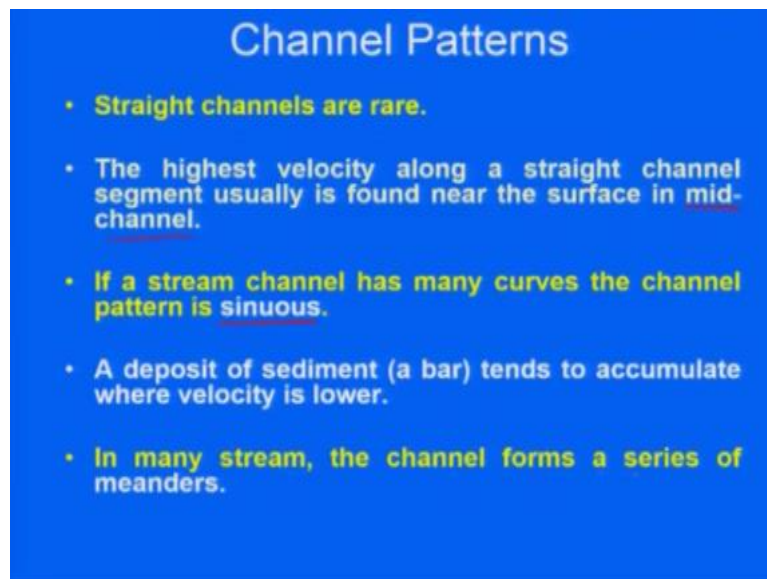 Channel Patterns
• Straight channels are rare.
• The highest velocity along a straight channel
segment usually is found near the surface in mid-
channel.
• If a stream channel has many curves the channel
pattern is sinuous.
• A deposit of sediment (a bar) tends to accumulate
where velocity is lower.
• In many stream, the channel forms a series of
meanders.